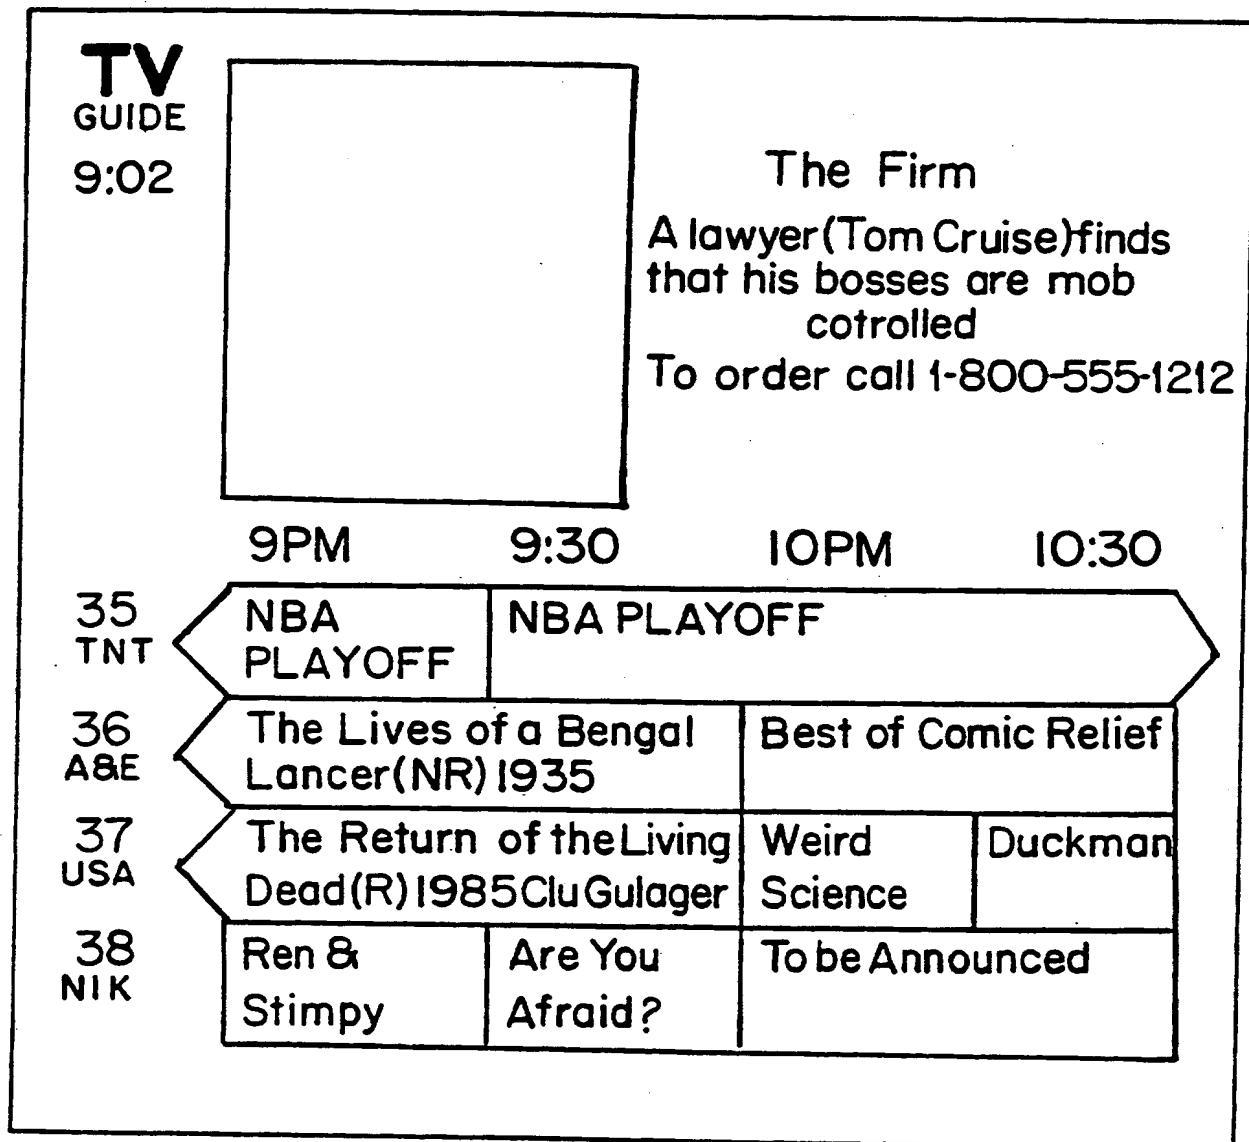 TV
GUIDE
9:02
The Firm
A lawyer(Tom Cruise)finds
that his bosses are mob
cotrolled
To order call 1-800-555-1212
9PM 9:30 10PM 10:30
35
TNT
NBA
PLAYOFF
NBA PLAYOFF
36
A&E
The Lives of a Bengal
Lancer(NR) 1935
Best of Comic Relief
37
USA
The Return of the Living
Dead(R) 1985 Clu Gulager
Weird
Science
Duckman
38
NIK
Ren &
Stimpy
Are You
Afraid?
To be Announced